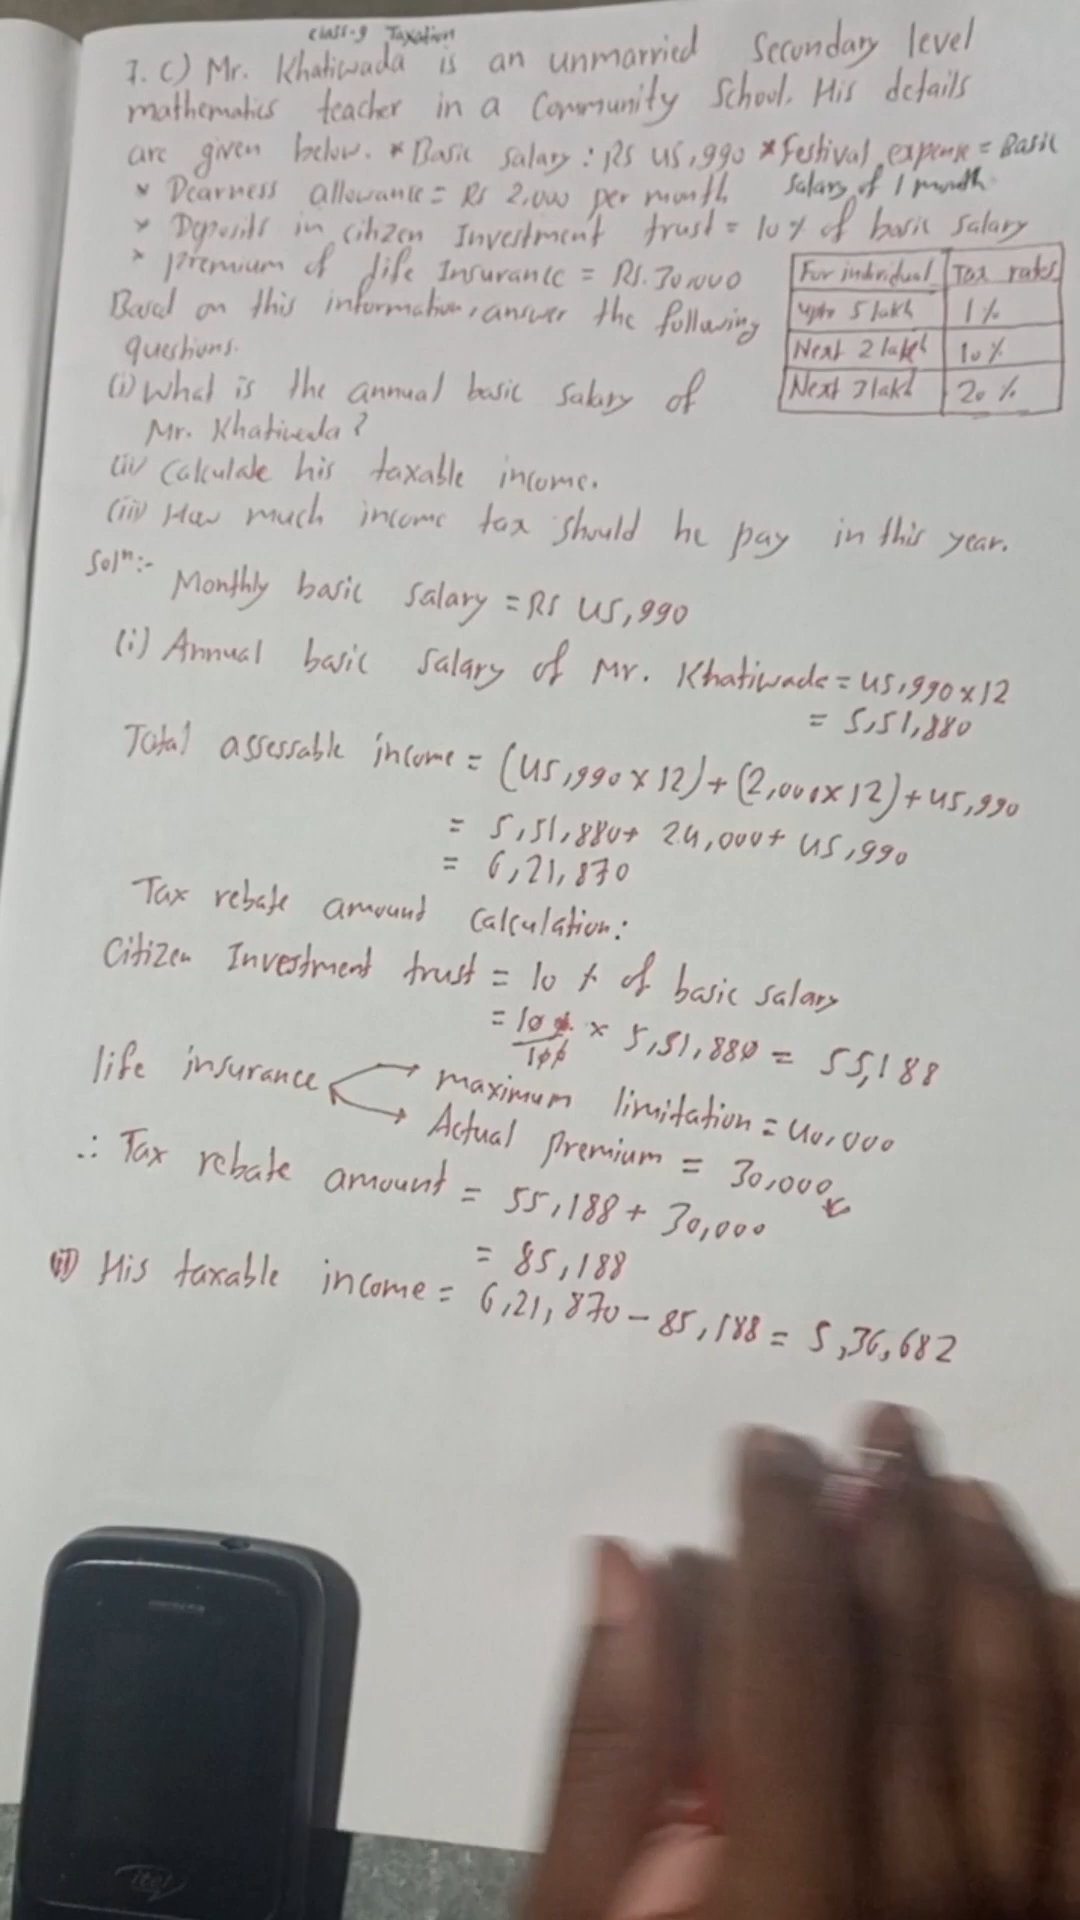 class-9 Taxation
7. c) Mr. Khatiwada is an unmarried Secondary level
mathematics teacher in a Community School. His details
are given below. * Basic salary : Rs 45,990 * Festival expense = Basic
salary of 1 month.
* Dearness allowance = Rs 2,000 per month
* Deposits in citizen Investment trust = 10% of basic salary
* premium of life Insurance = Rs. 30,000
Based on this information, answer the following
questions.
For individual Tax rates
upto 5 lakh 1%
Next 2 lakh 10%
Next 3 lakh 20%
(i) What is the annual basic salary of
Mr. Khatiwada?
(ii) Calculate his taxable income.
(iii) How much income tax should he pay in this year.
Solⁿ:-
Monthly basic salary = Rs 45,990
(i) Annual basic salary of Mr. Khatiwada = 45,990 x 12
= 5,51,880
Total assessable income = (45,990 x 12) + (2,000 x 12) + 45,990
= 5,51,880 + 24,000 + 45,990
= 6,21,870
Tax rebate amount calculation:
Citizen Investment trust = 10 % of basic salary
= 10/100 x 5,51,880 = 55,188
life insurance → maximum limitation = 40,000
→ Actual premium = 30,000
∴ Tax rebate amount = 55,188 + 30,000
= 85,188
(ii) His taxable income = 6,21,870 - 85,188 = 5,36,682
itel